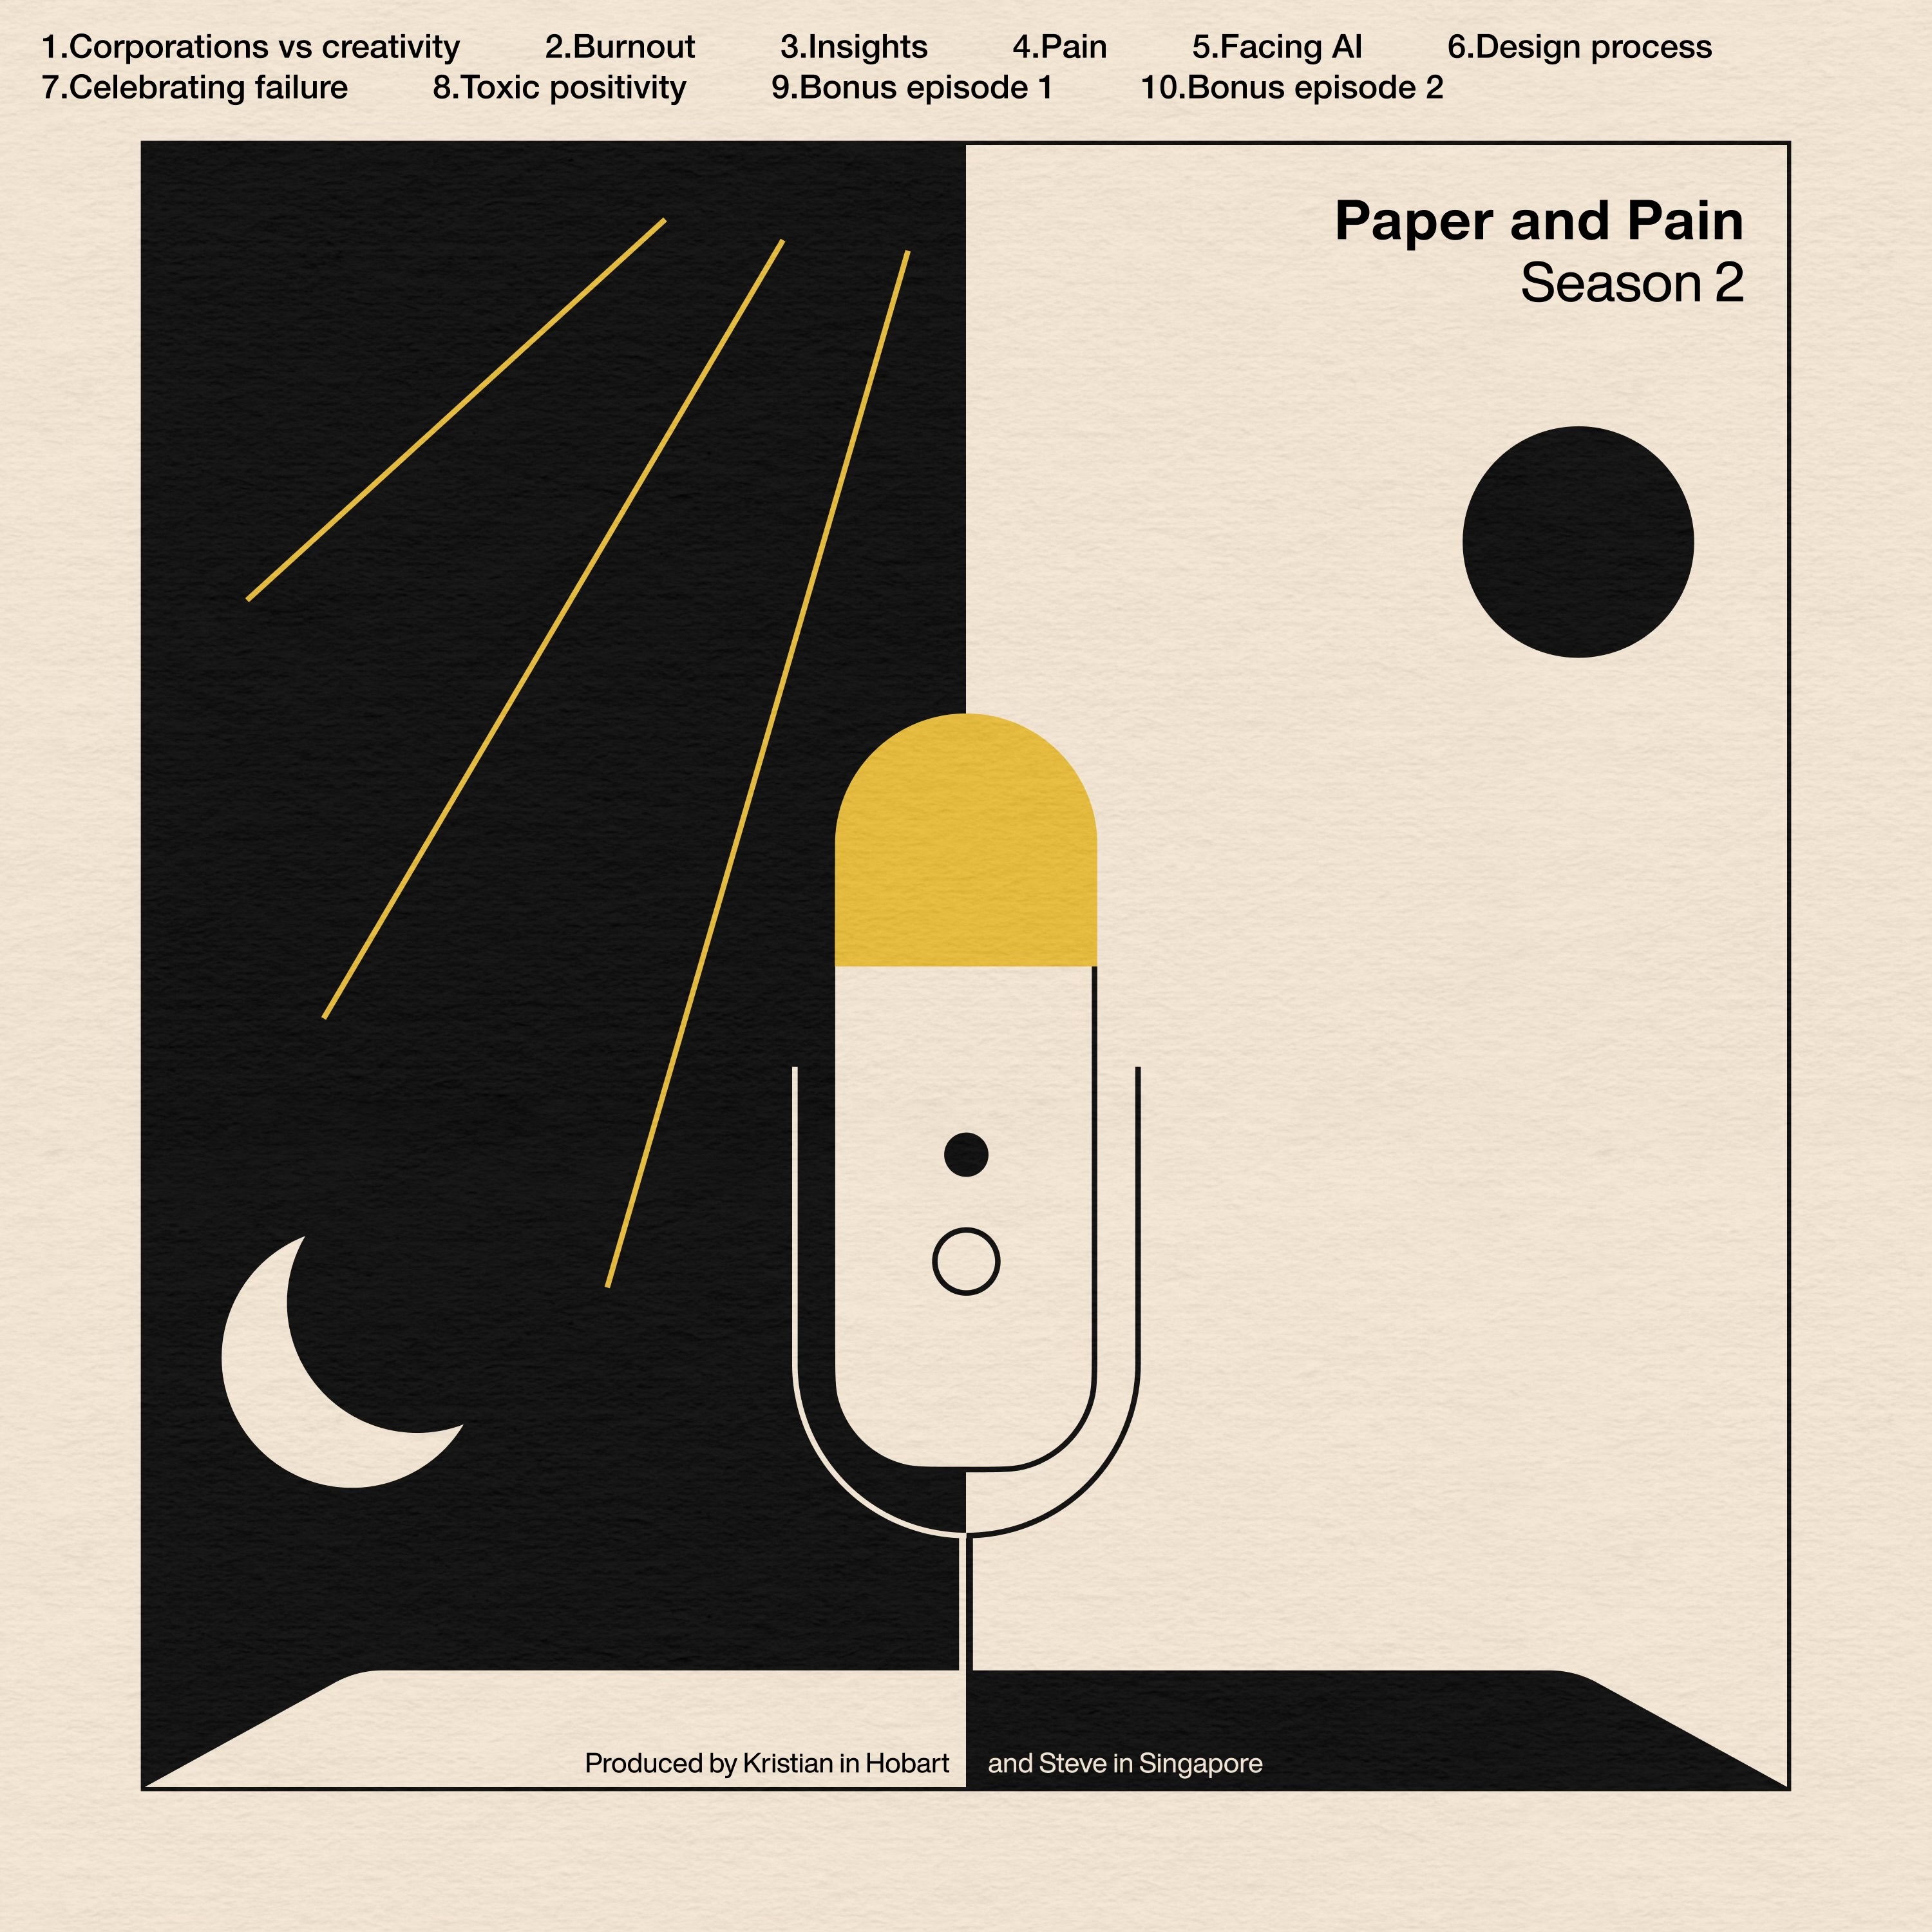 1.Corporations vs creativity 2.Burnout 3.Insights 4.Pain 5.Facing AI 6.Design process
7.Celebrating failure 8.Toxic positivity 9.Bonus episode 1 10.Bonus episode 2
Paper and Pain
Season 2
Produced by Kristian in Hobart and Steve in Singapore